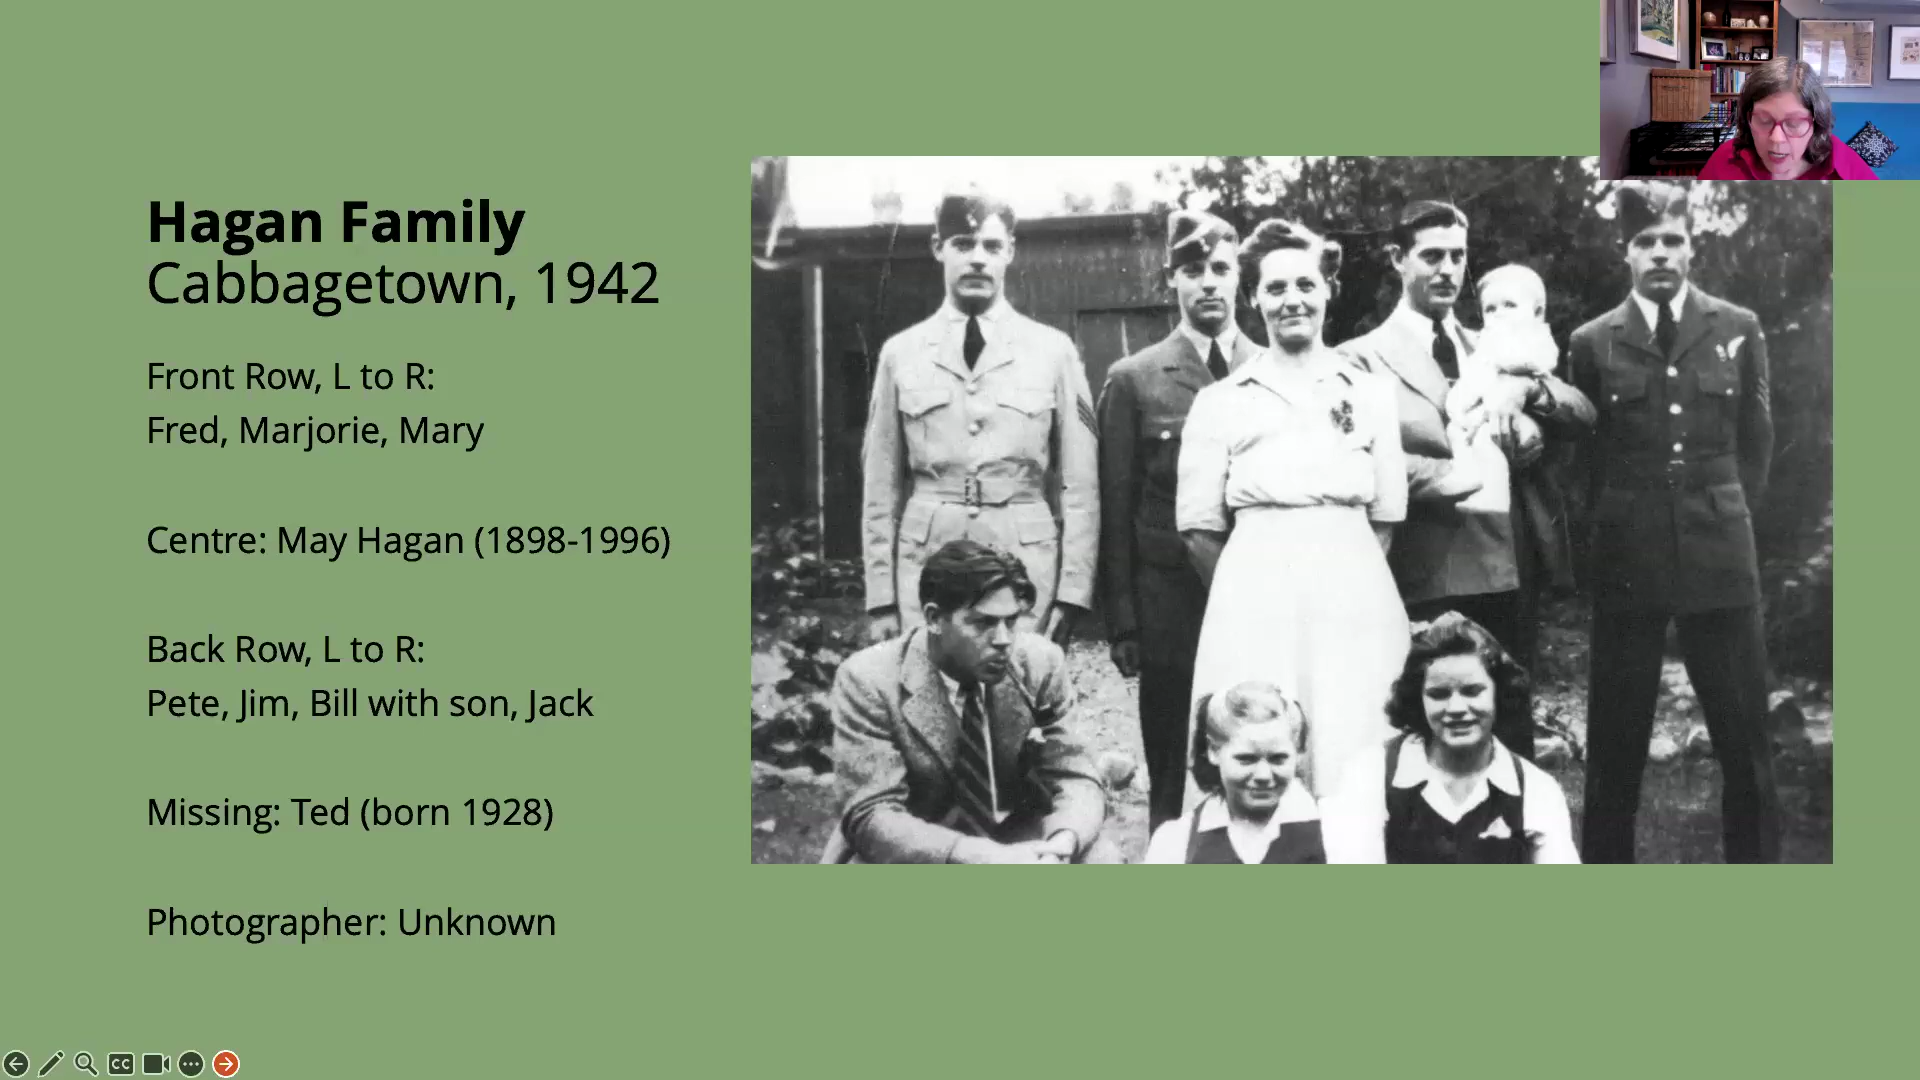 Hagan Family
Cabbagetown, 1942
Front Row, L to R:
Fred, Marjorie, Mary
Centre: May Hagan (1898-1996)
Back Row, L to R:
Pete, Jim, Bill with son, Jack
Missing: Ted (born 1928)
Photographer: Unknown
CC